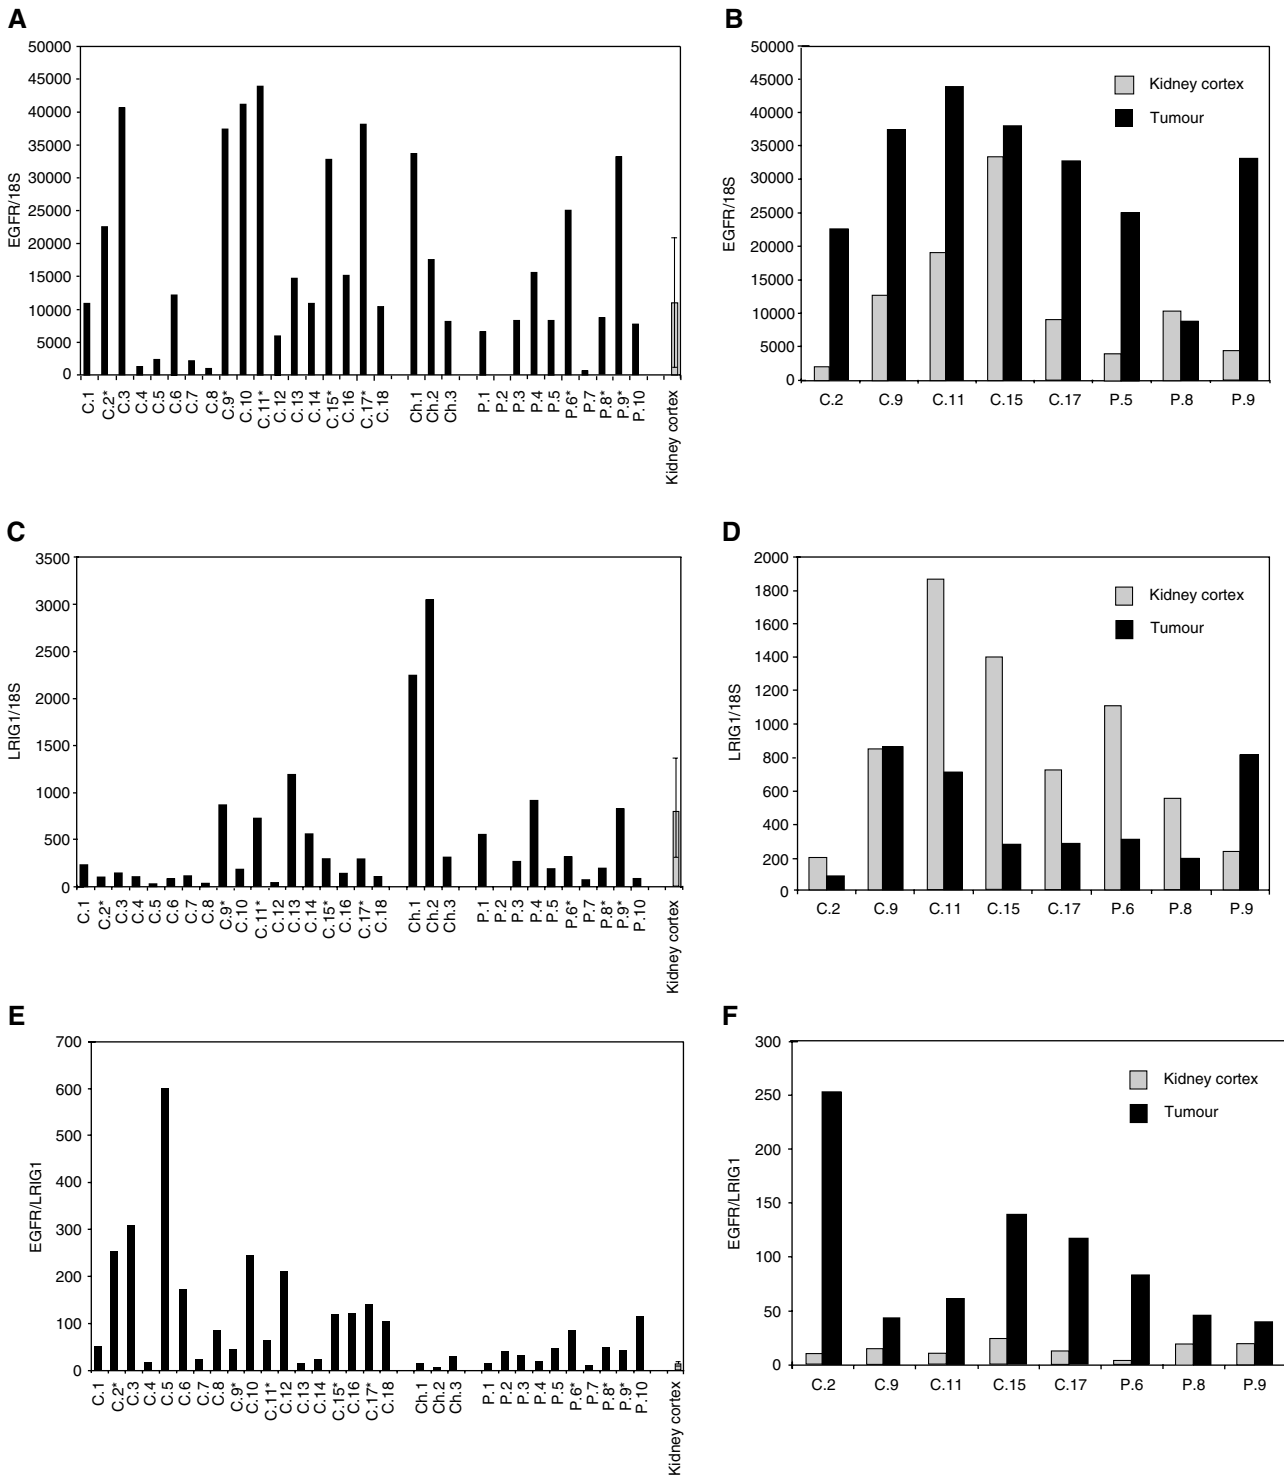 A
50000
45000
40000
35000
30000
25000
20000
15000
10000
5000
0
EGFR/18S
C.1
C.2*
C.3
C.4
C.5
C.6
C.7
C.8
C.9*
C.10
C.11*
C.12
C.13
C.14
C.15*
C.16
C.17*
C.18
Ch.1
Ch.2
Ch.3
P.1
P.2
P.3
P.4
P.5
P.6*
P.7
P.8*
P.9*
P.10
Kidney cortex
B
50000
45000
40000
35000
30000
25000
20000
15000
10000
5000
0
EGFR/18S
Kidney cortex
Tumour
C.2 C.9 C.11 C.15 C.17 P.5 P.8 P.9
C
3500
3000
2500
2000
1500
1000
500
0
LRIG1/18S
C.1
C.2*
C.3
C.4
C.5
C.6
C.7
C.8
C.9*
C.10
C.11*
C.12
C.13
C.14
C.15*
C.16
C.17*
C.18
Ch.1
Ch.2
Ch.3
P.1
P.2
P.3
P.4
P.5
P.6*
P.7
P.8*
P.9*
P.10
Kidney cortex
D
2000
1800
1600
1400
1200
1000
800
600
400
200
0
LRIG1/18S
Kidney cortex
Tumour
C.2 C.9 C.11 C.15 C.17 P.6 P.8 P.9
E
700
600
500
400
300
200
100
0
EGFR/LRIG1
C.1
C.2*
C.3
C.4
C.5
C.6
C.7
C.8
C.9*
C.10
C.11*
C.12
C.13
C.14
C.15*
C.16
C.17*
C.18
Ch.1
Ch.2
Ch.3
P.1
P.2
P.3
P.4
P.5
P.6*
P.7
P.8*
P.9*
P.10
Kidney cortex
F
300
250
200
150
100
50
0
EGFR/LRIG1
Kidney cortex
Tumour
C.2 C.9 C.11 C.15 C.17 P.6 P.8 P.9